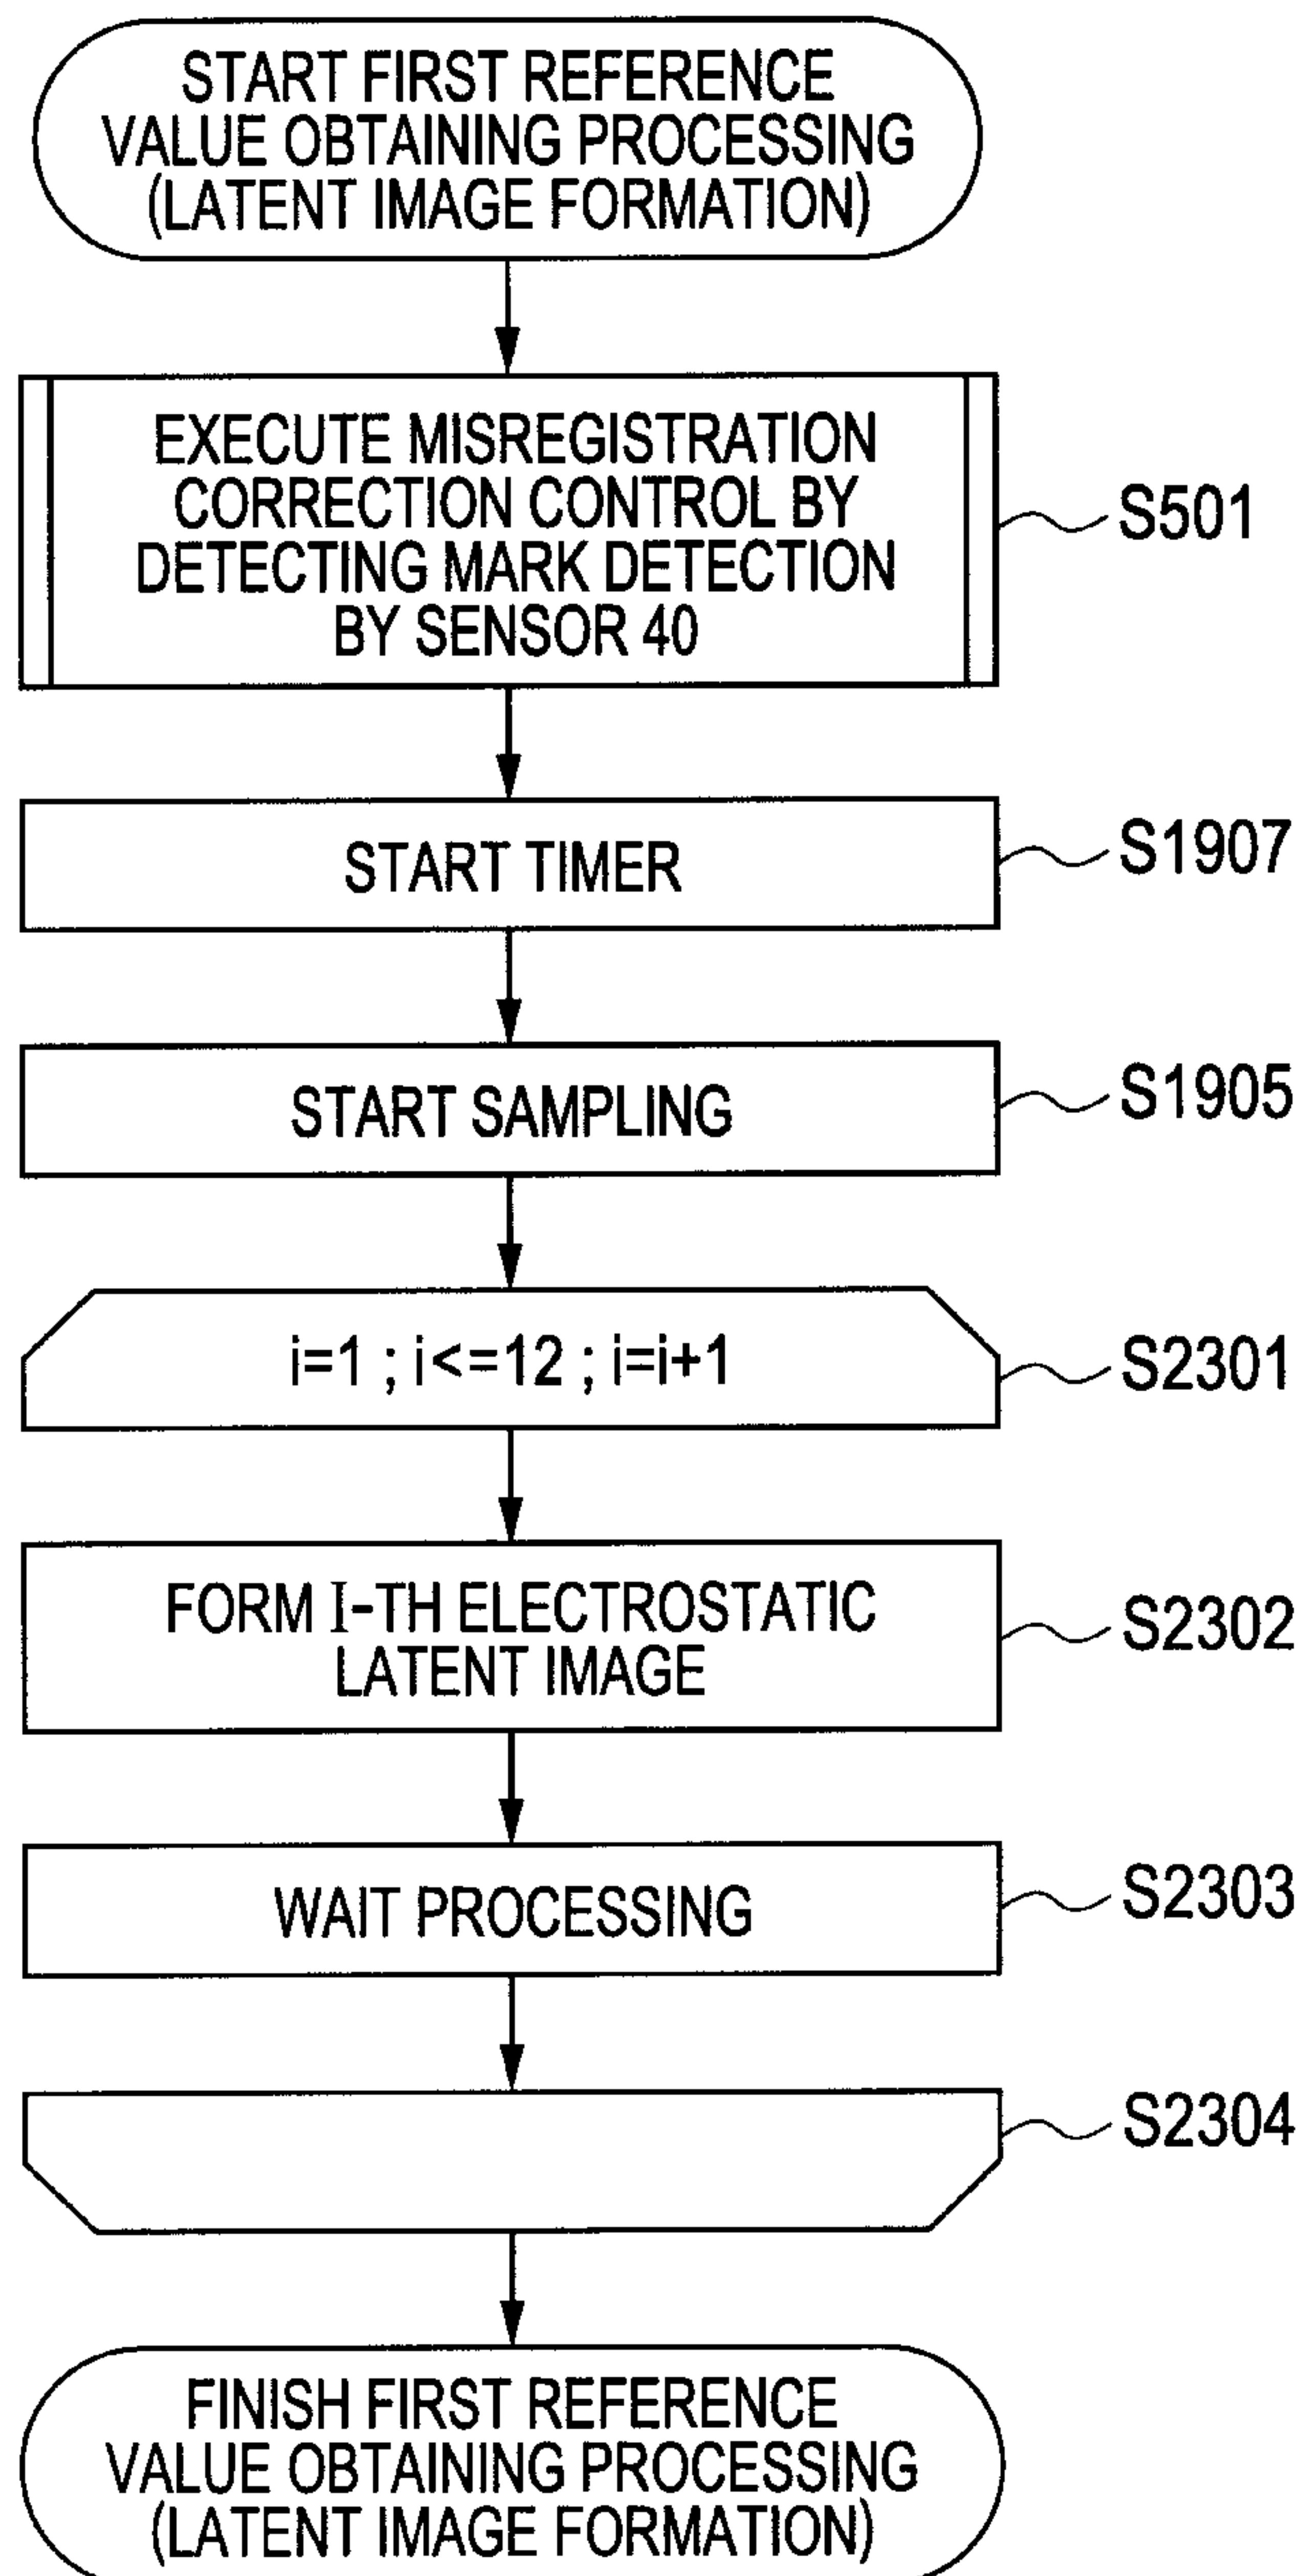 START FIRST REFERENCE
VALUE OBTAINING PROCESSING
(LATENT IMAGE FORMATION)
EXECUTE MISREGISTRATION
CORRECTION CONTROL BY
DETECTING MARK DETECTION
BY SENSOR 40
S501
START TIMER
S1907
START SAMPLING
S1905
i=1 ; i<=12 ; i=i+1
S2301
FORM I-TH ELECTROSTATIC
LATENT IMAGE
S2302
WAIT PROCESSING
S2303
S2304
FINISH FIRST REFERENCE
VALUE OBTAINING PROCESSING
(LATENT IMAGE FORMATION)